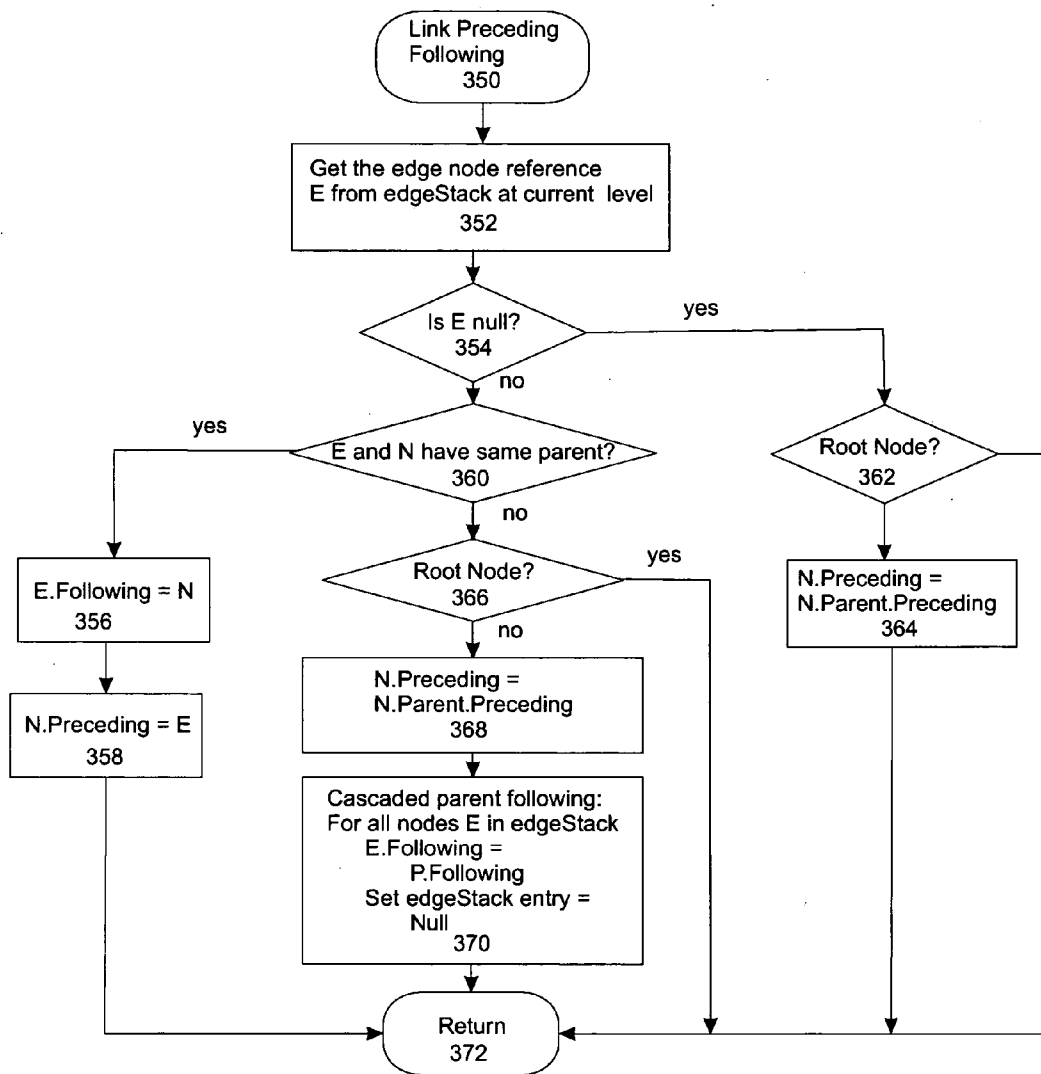 Link Preceding
Following
350
Get the edge node reference
E from edgeStack at current level
352
Is E null?
354
yes
no
E and N have same parent?
360
yes
no
Root Node?
362
Root Node?
366
yes
no
E.Following = N
356
N.Preceding =
N.Parent.Preceding
364
N.Preceding =
N.Parent.Preceding
368
N.Preceding = E
358
Cascaded parent following:
For all nodes E in edgeStack
E.Following =
P.Following
Set edgeStack entry =
Null
370
Return
372